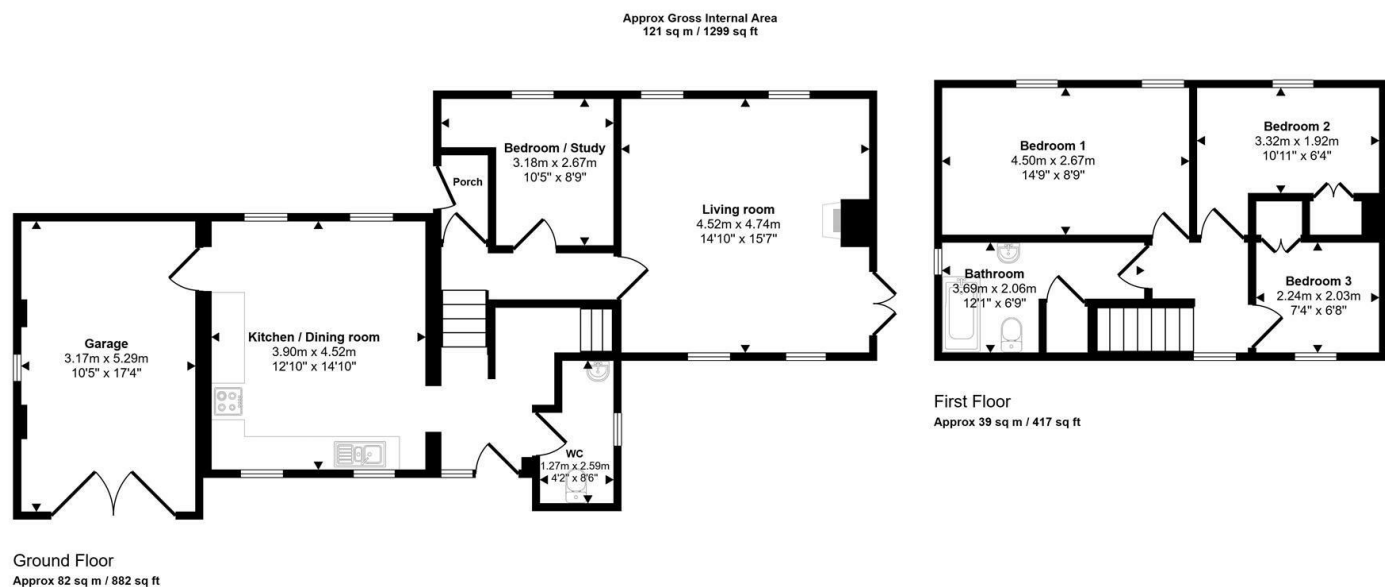 Approx Gross Internal Area
121 sq m / 1299 sq ft
Bedroom / Study
3.18m x 2.67m
10'5" x 8'9"
Porch
Living room
4.52m x 4.74m
14'10" x 15'7"
Garage
3.17m x 5.29m
10'5" x 17'4"
Kitchen / Dining room
3.90m x 4.52m
12'10" x 14'10"
WC
1.27m x 2.59m
4'2" x 8'6"
Ground Floor
Approx 82 sq m / 882 sq ft
Bedroom 1
4.50m x 2.67m
14'9" x 8'9"
Bedroom 2
3.32m x 1.92m
10'11" x 6'4"
Bathroom
3.69m x 2.06m
12'1" x 6'9"
Bedroom 3
2.24m x 2.03m
7'4" x 6'8"
First Floor
Approx 39 sq m / 417 sq ft